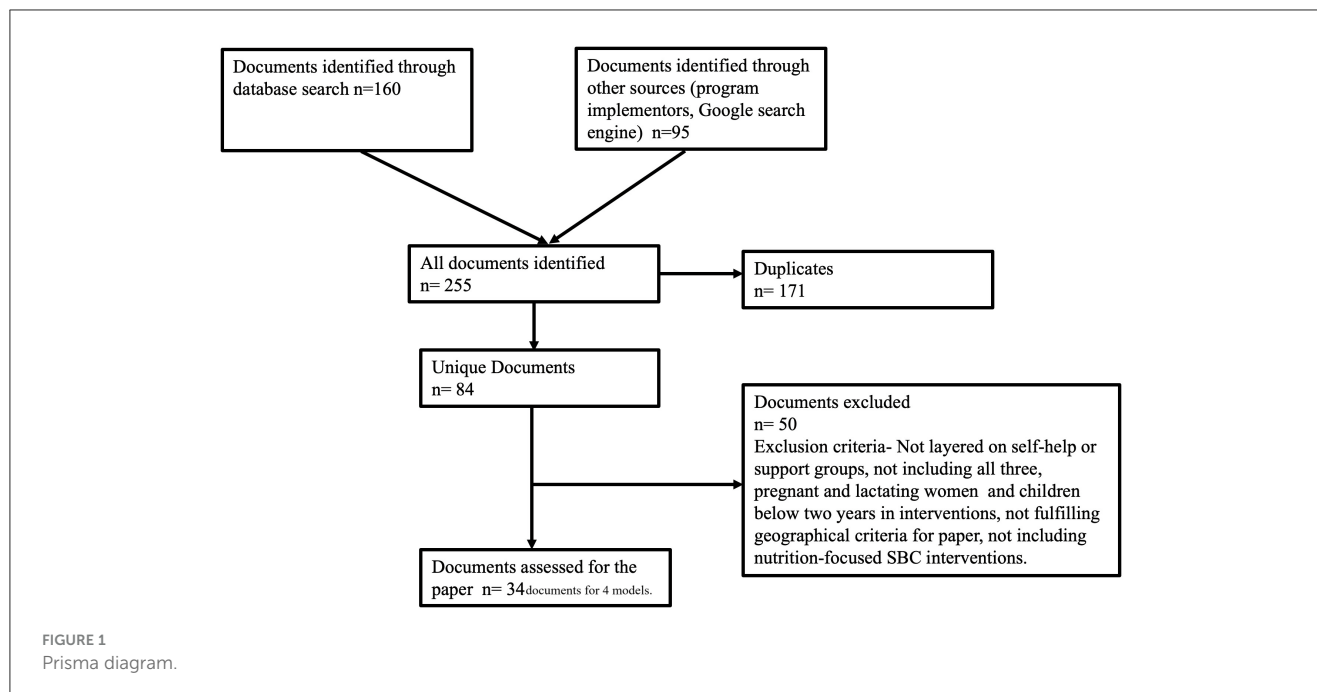 Documents identified through
database search n=160
Documents identified through
other sources (program
implementors, Google search
engine) n=95
All documents identified
n= 255
Duplicates
n= 171
Unique Documents
n= 84
Documents excluded
n= 50
Exclusion criteria- Not layered on self-help or
support groups, not including all three,
pregnant and lactating women and children
below two years in interventions, not fulfilling
geographical criteria for paper, not including
nutrition-focused SBC interventions.
Documents assessed for the
paper n= 34documents for 4 models.
FIGURE 1
Prisma diagram.